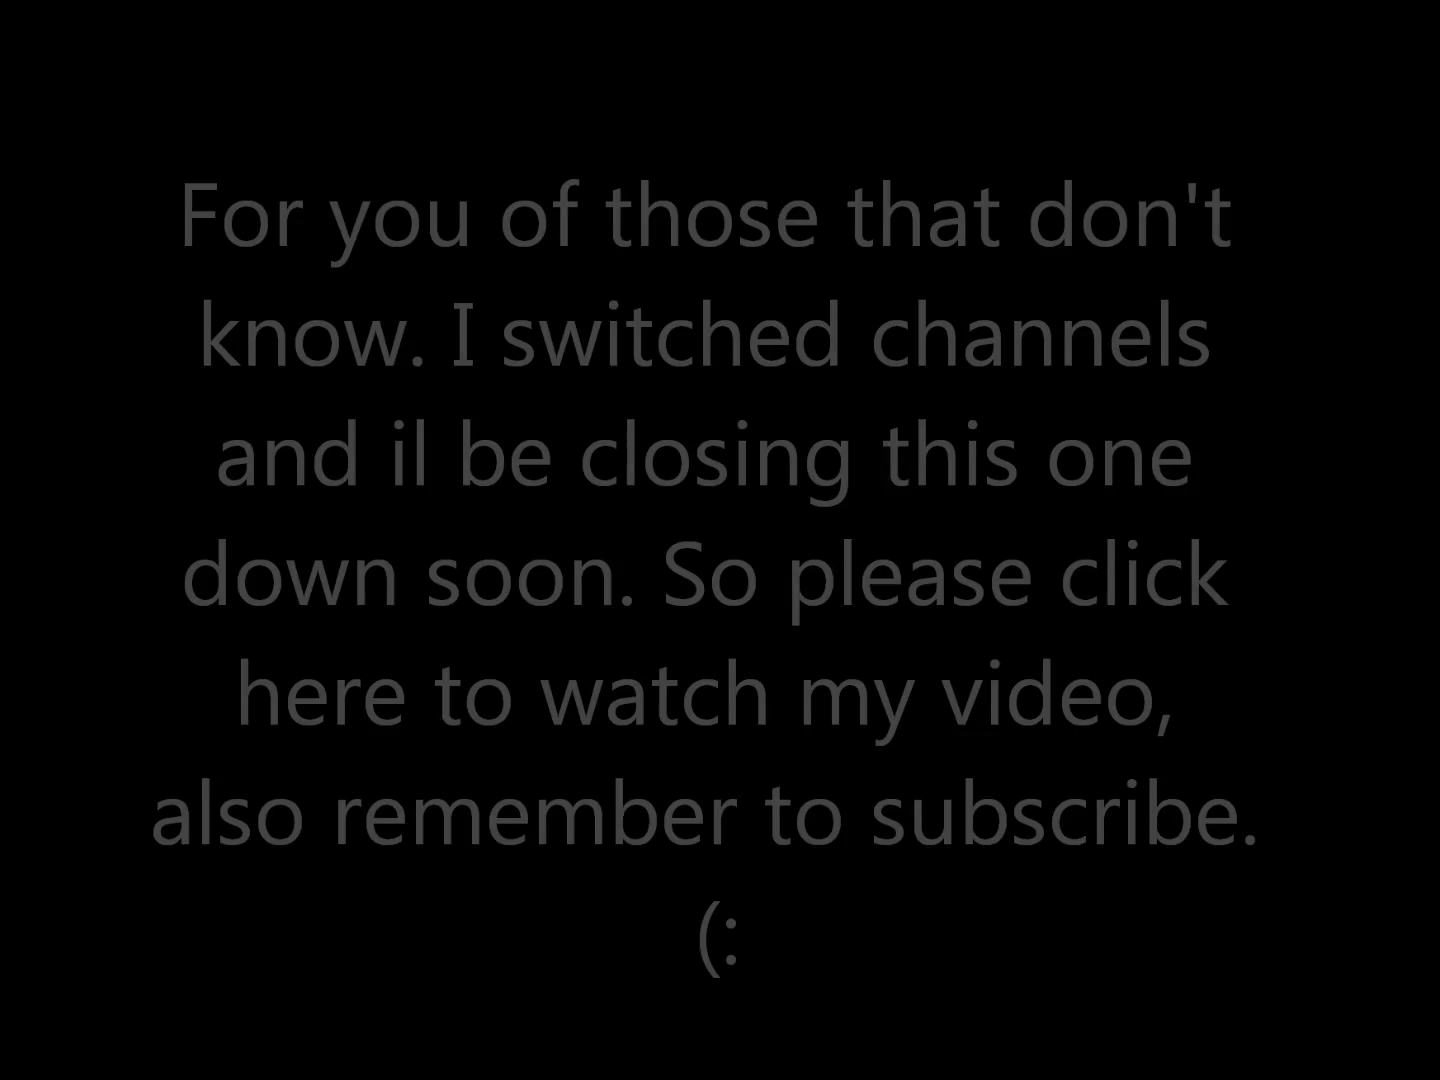 For you of those that don't
know. I switched channels
and il be closing this one
down soon. So please click
here to watch my video,
also remember to subscribe.
(: